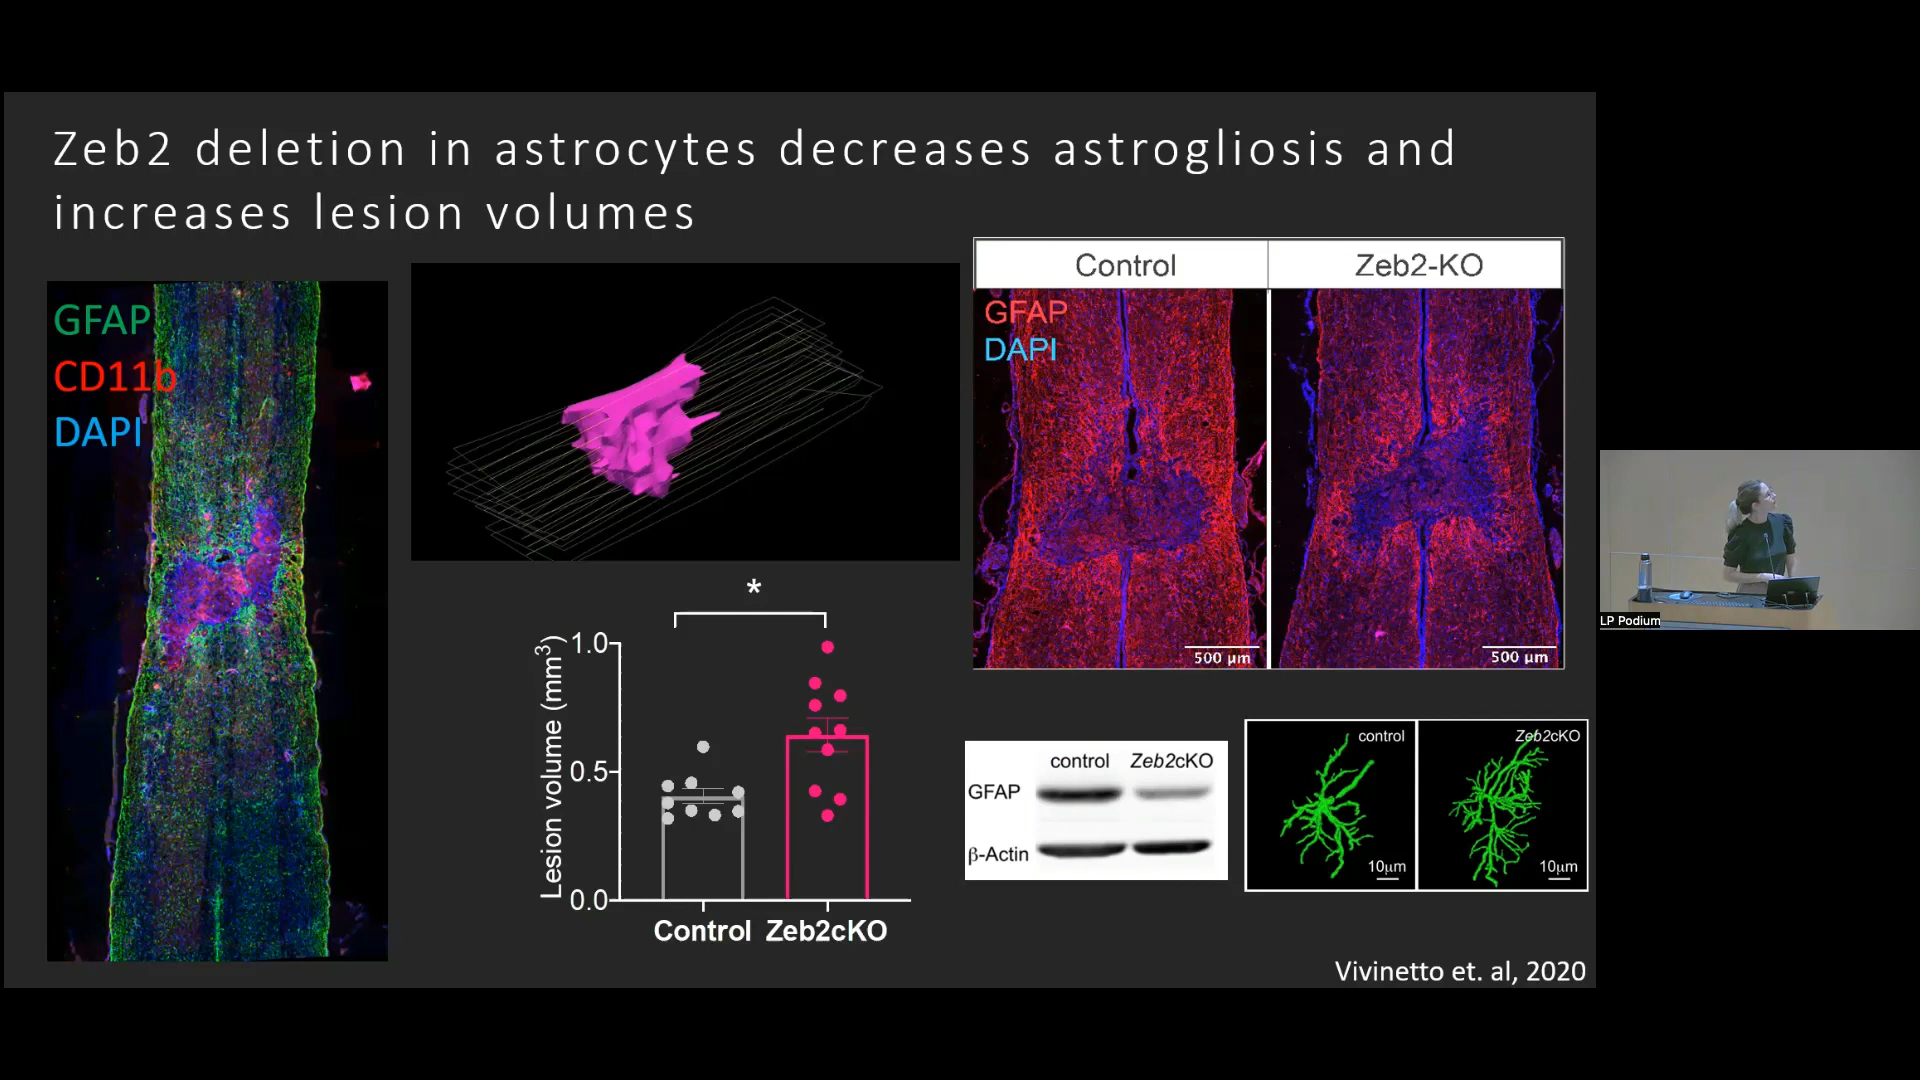 Zeb2 deletion in astrocytes decreases astrogliosis and
increases lesion volumes
GFAP
CD11b
DAPI
*
Lesion volume (mm³)
1.0
0.5
0.0
Control Zeb2cKO
Control Zeb2-KO
GFAP
DAPI
500 μm 500 μm
control Zeb2cKO
GFAP
β-Actin
control Zeb2cKO
10μm 10μm
Vivinetto et. al, 2020
LP Podium